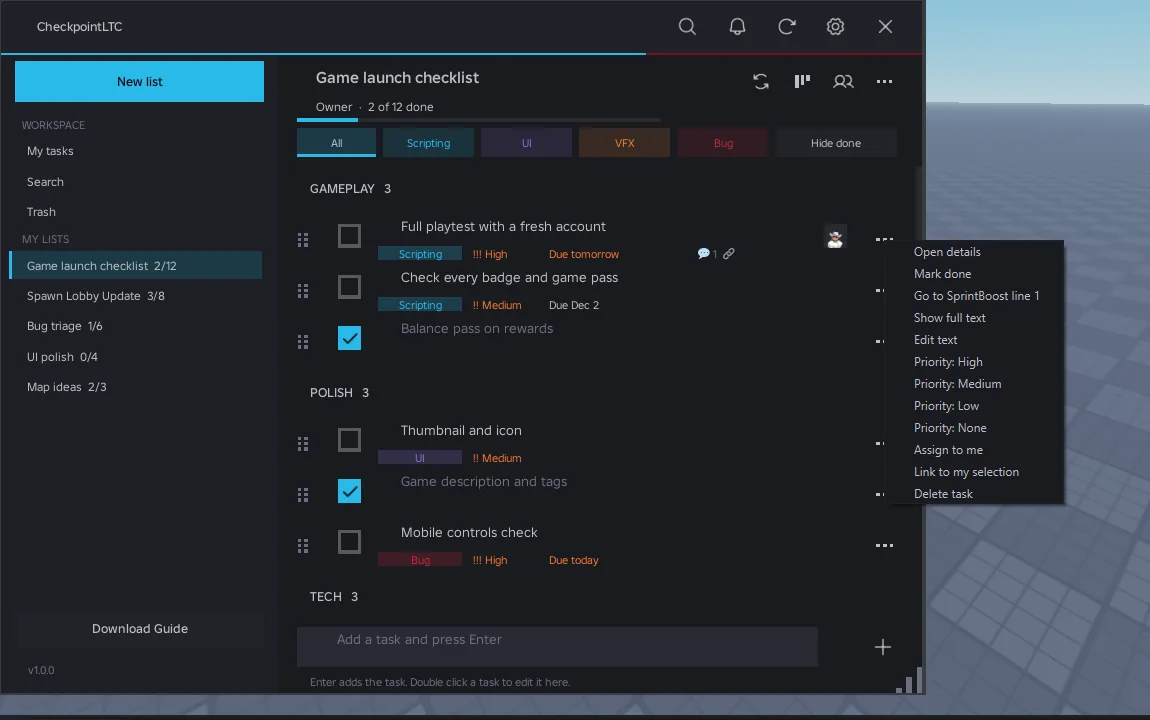 CheckpointLTC
New list
WORKSPACE
My tasks
Search
Trash
MY LISTS
Game launch checklist 2/12
Spawn Lobby Update 3/8
Bug triage 1/6
UI polish 0/4
Map ideas 2/3
Download Guide
v1.0.0
Game launch checklist
Owner · 2 of 12 done
All Scripting UI VFX Bug Hide done
GAMEPLAY 3
Full playtest with a fresh account
Scripting !!! High Due tomorrow 1
Check every badge and game pass
Scripting !! Medium Due Dec 2
Balance pass on rewards
POLISH 3
Thumbnail and icon
UI !! Medium
Game description and tags
Mobile controls check
Bug !!! High Due today
TECH 3
Add a task and press Enter
Enter adds the task. Double click a task to edit it here.
Open details
Mark done
Go to SprintBoost line 1
Show full text
Edit text
Priority: High
Priority: Medium
Priority: Low
Priority: None
Assign to me
Link to my selection
Delete task